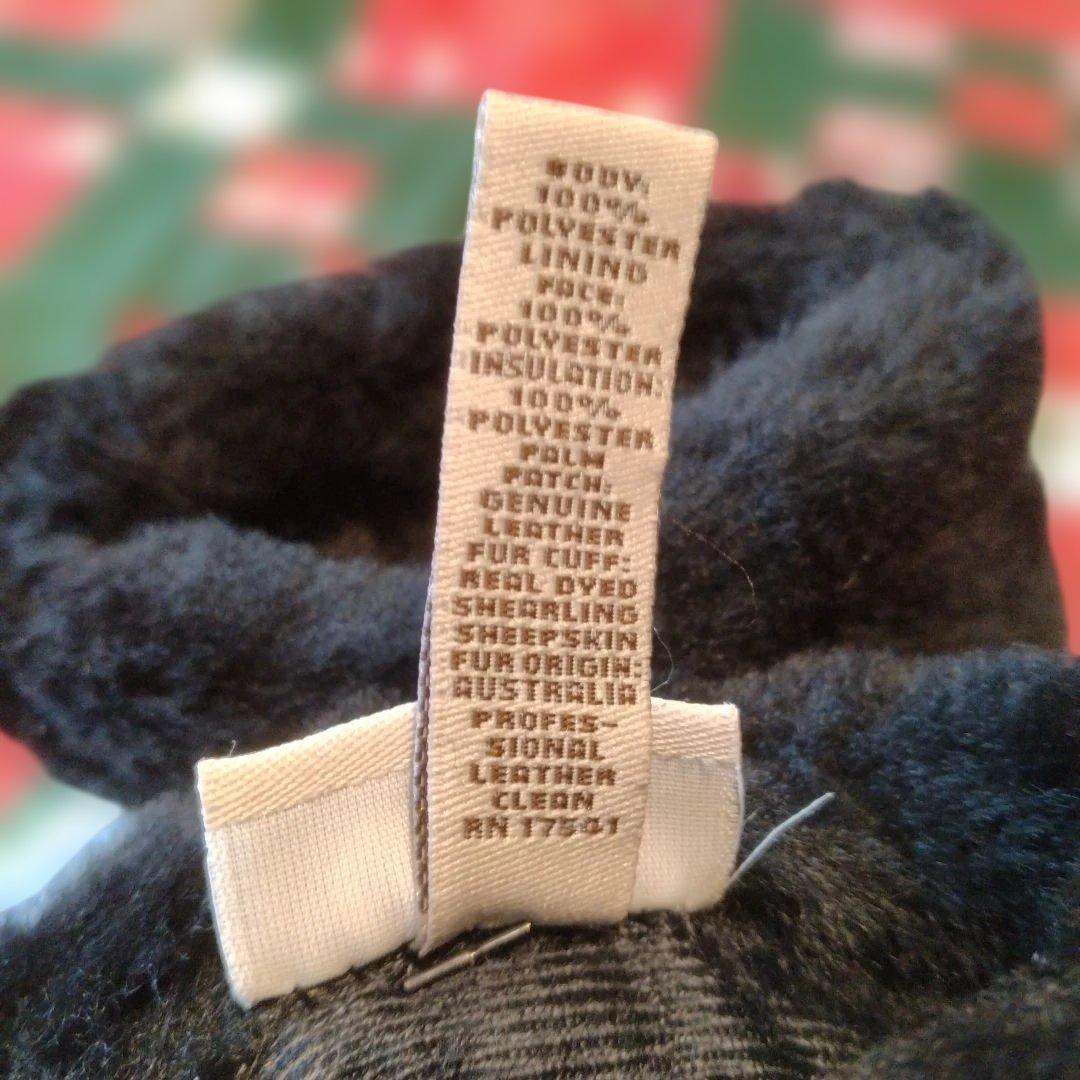 BODY:
100%
POLYESTER
LINING
FACE:
100%
POLYESTER
INSULATION:
100%
POLYESTER
PALM
PATCH:
GENUINE
LEATHER
FUR CUFF:
REAL DYED
SHEARLING
SHEEPSKIN
FUR ORIGIN:
AUSTRALIA
PROFES-
SIONAL
LEATHER
CLEAN
RN 17541